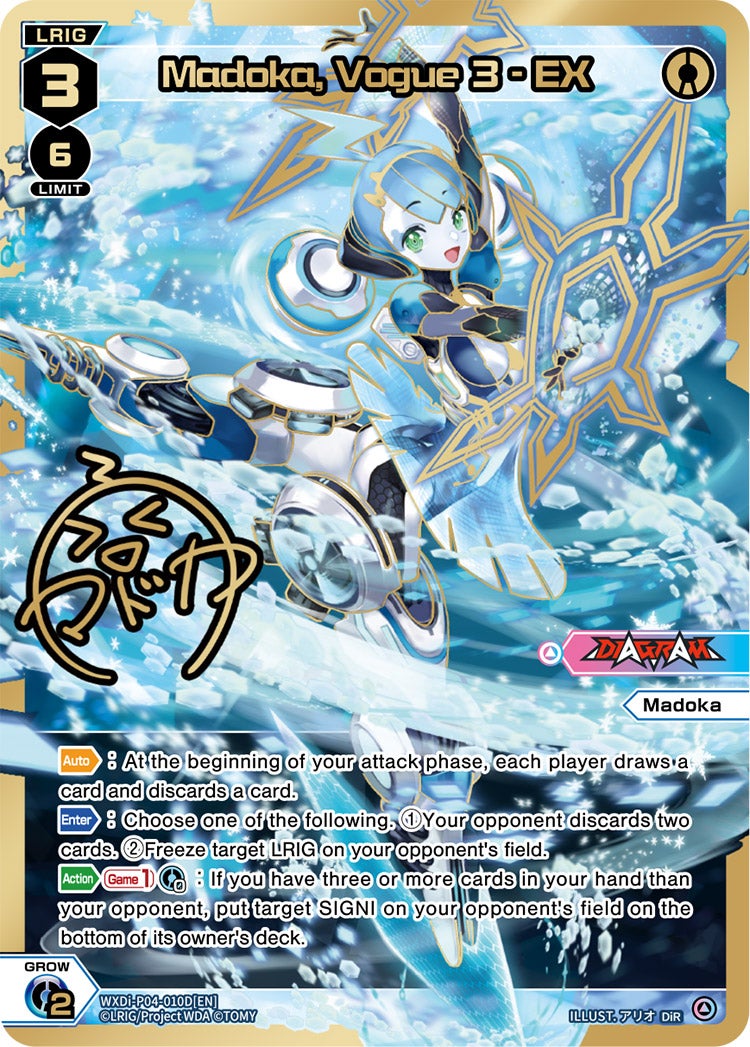 LRIG
3
Madoka, Vogue 3 - EX
6
LIMIT
マドカ
DIAGRAM
Madoka
Auto : At the beginning of your attack phase, each player draws a
card and discards a card.
Enter : Choose one of the following. ①Your opponent discards two
cards. ②Freeze target LRIG on your opponent's field.
Action Game 1 0 : If you have three or more cards in your hand than
your opponent, put target SIGNI on your opponent's field on the
bottom of its owner's deck.
GROW
2
WXDi-P04-010D[EN]
©LRIG/Project WDA ©TOMY
ILLUST. アリオ DiR